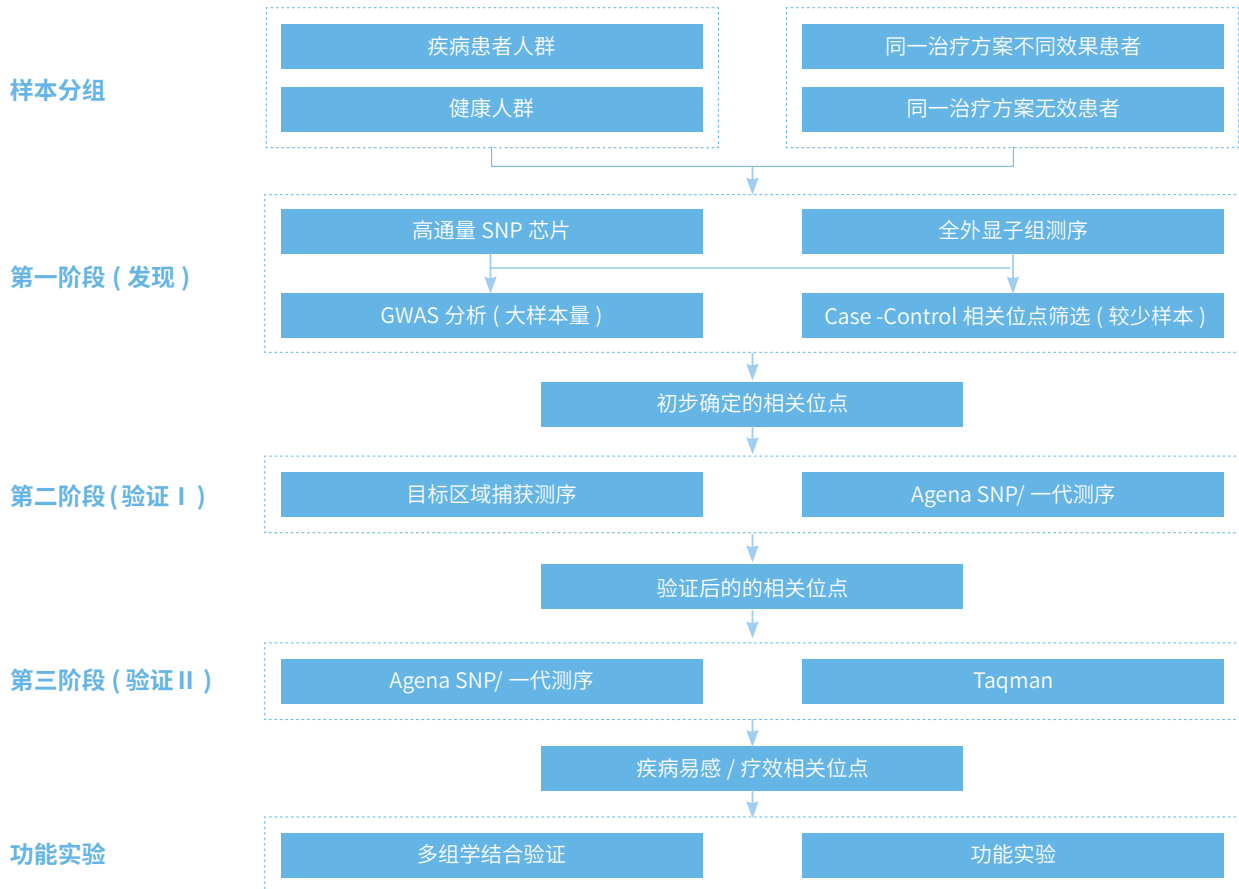 样本分组
疾病患者人群
同一治疗方案不同效果患者
健康人群
同一治疗方案无效患者
第一阶段 ( 发现 )
高通量 SNP 芯片
全外显子组测序
GWAS 分析 ( 大样本量 )
Case -Control 相关位点筛选 ( 较少样本 )
初步确定的相关位点
第二阶段 ( 验证 Ⅰ )
目标区域捕获测序
Agena SNP/ 一代测序
验证后的的相关位点
第三阶段 ( 验证 II )
Agena SNP/ 一代测序
Taqman
疾病易感 / 疗效相关位点
功能实验
多组学结合验证
功能实验